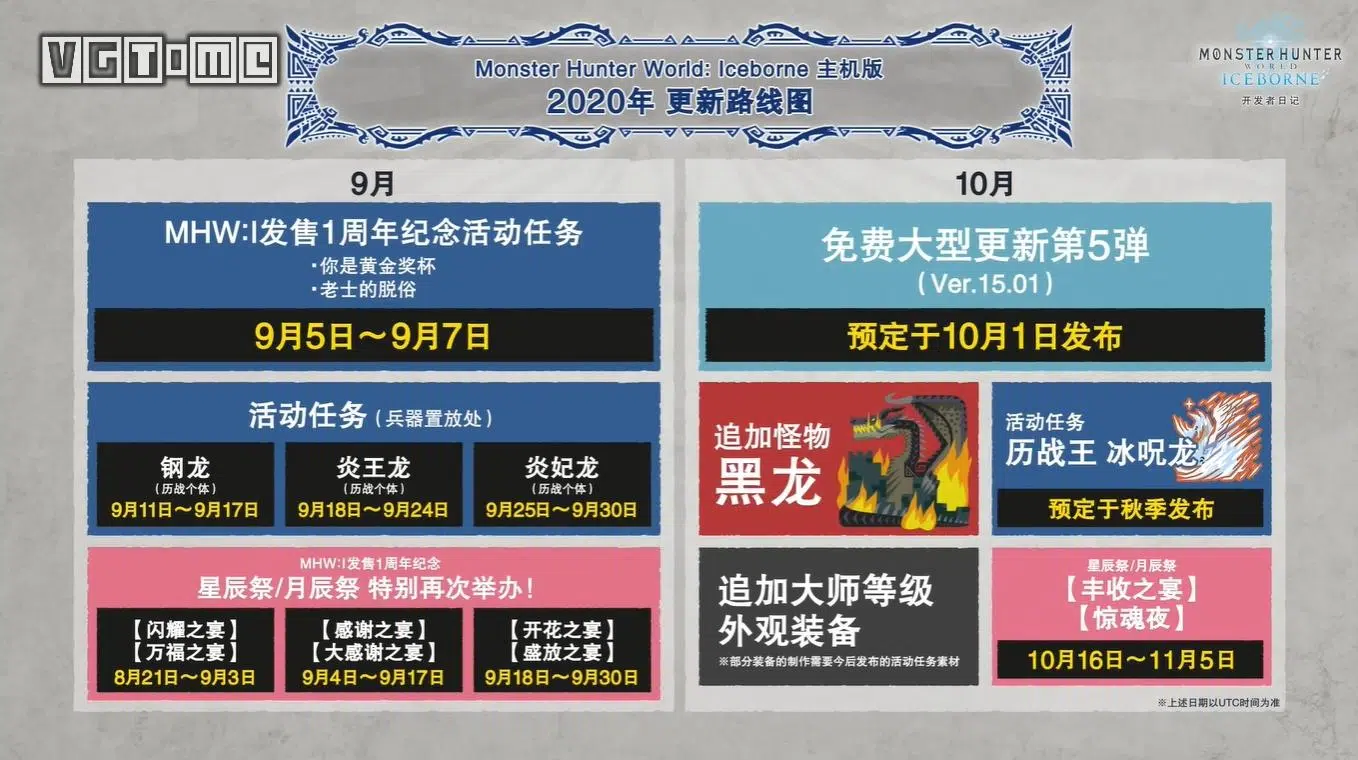 VGTIME
Monster Hunter World: Iceborne 主机版
2020年 更新路线图
MONSTER HUNTER
WORLD
ICEBORNE
开发者日记
9月
MHW:I发售1周年纪念活动任务
·你是黄金奖杯
·老士的脱俗
9月5日～9月7日
活动任务（兵器置放处）
钢龙
（历战个体）
9月11日～9月17日
炎王龙
（历战个体）
9月18日～9月24日
炎妃龙
（历战个体）
9月25日～9月30日
MHW:I发售1周年纪念
星辰祭/月辰祭 特别再次举办！
【闪耀之宴】
【万福之宴】
8月21日～9月3日
【感谢之宴】
【大感谢之宴】
9月4日～9月17日
【开花之宴】
【盛放之宴】
9月18日～9月30日
10月
免费大型更新第5弹
（Ver.15.01）
预定于10月1日发布
追加怪物
黑龙
活动任务
历战王 冰呪龙
预定于秋季发布
追加大师等级
外观装备
※部分装备的制作需要今后发布的活动任务素材
星辰祭/月辰祭
【丰收之宴】
【惊魂夜】
10月16日～11月5日
※上述日期以UTC时间为准